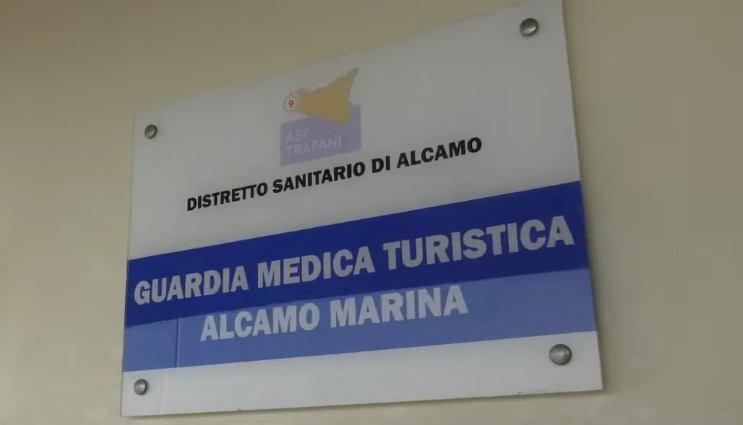 9
ASP
TRAPANI
DISTRETTO SANITARIO DI ALCAMO
GUARDIA MEDICA TURISTICA
ALCAMO MARINA